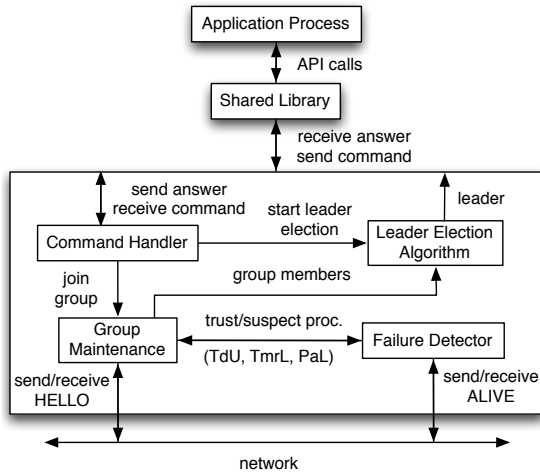 Application Process
API calls
Shared Library
receive answer
send command
send answer
receive command
leader
start leader
election
Command Handler
Leader Election
Algorithm
join
group
group members
Group
Maintenance
trust/suspect proc.
(TdU, TmrL, PaL)
Failure Detector
send/receive
HELLO
send/receive
ALIVE
network